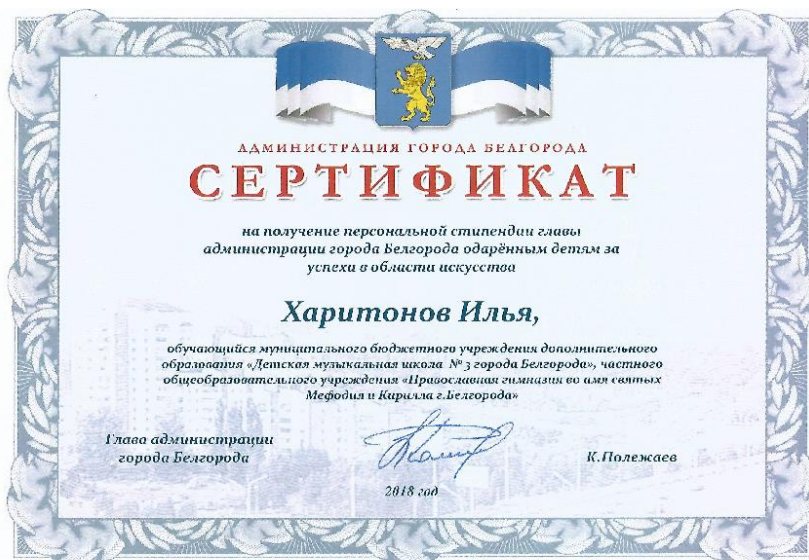 АДМИНИСТРАЦИЯ ГОРОДА БЕЛГОРОДА
СЕРТИФИКАТ
на получение персональной стипендии главы
администрации города Белгорода одарённым детям за
успехи в области искусства
Харитонов Илья,
обучающийся муниципального бюджетного учреждения дополнительного
образования «Детская музыкальная школа № 3 города Белгорода», частного
общеобразовательного учреждения «Православная гимназия во имя святых
Мефодия и Кирилла г.Белгорода»
Глава администрации
города Белгорода
К.Полежаев
2018 год